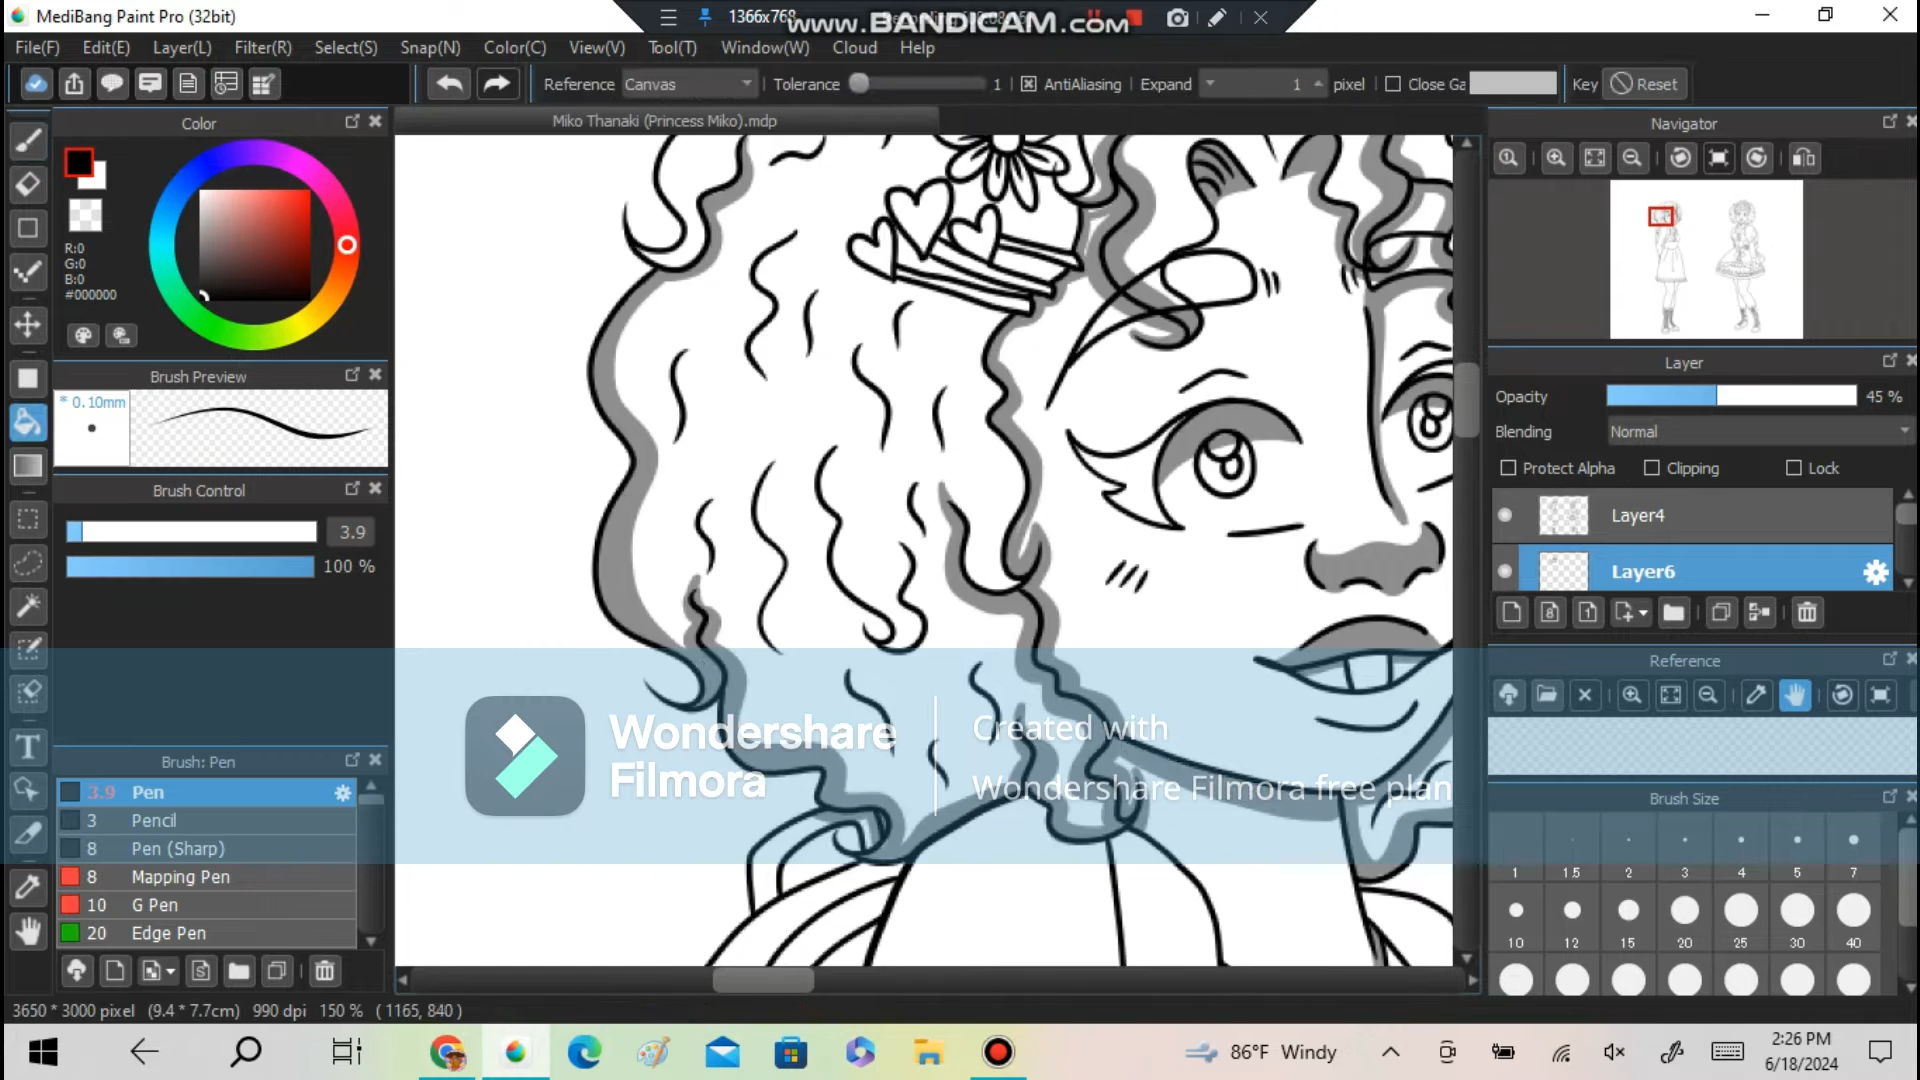 MediBang Paint Pro (32bit)
1366x768
www.BANDICAM.com
File(F) Edit(E) Layer(L) Filter(R) Select(S) Snap(N) Color(C) View(V) Tool(T) Window(W) Cloud Help
Reference Canvas Tolerance 1 AntiAliasing Expand 1 pixel Close Ga Key Reset
Color
Miko Thanaki (Princess Miko).mdp
Navigator
R:0
G:0
B:0
#000000
Brush Preview
* 0.10mm
Layer
Opacity 45 %
Blending Normal
Protect Alpha Clipping Lock
Layer4
Layer6
Brush Control
3.9
100 %
Reference
Wondershare
Filmora
Created with
Wondershare Filmora free plan
Brush: Pen
3.9 Pen
3 Pencil
8 Pen (Sharp)
8 Mapping Pen
10 G Pen
20 Edge Pen
Brush Size
1 1.5 2 3 4 5 7
10 12 15 20 25 30 40
3650 * 3000 pixel (9.4 * 7.7cm) 990 dpi 150 % ( 1165, 840 )
86°F Windy
2:26 PM
6/18/2024